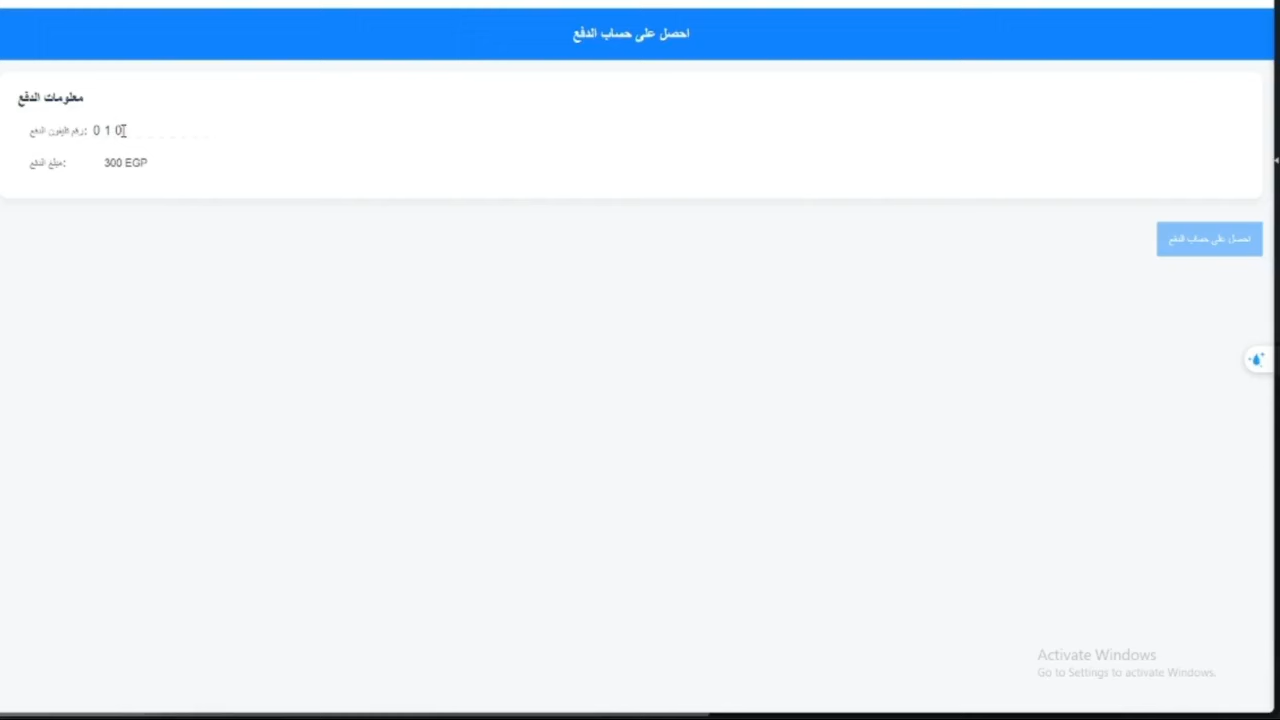 احصل على حساب الدفع
معلومات الدفع
رقم تليفون الدفع: 0 1 0
مبلغ الدفع: 300 EGP
احصل على حساب الدفع
Activate Windows
Go to Settings to activate Windows.